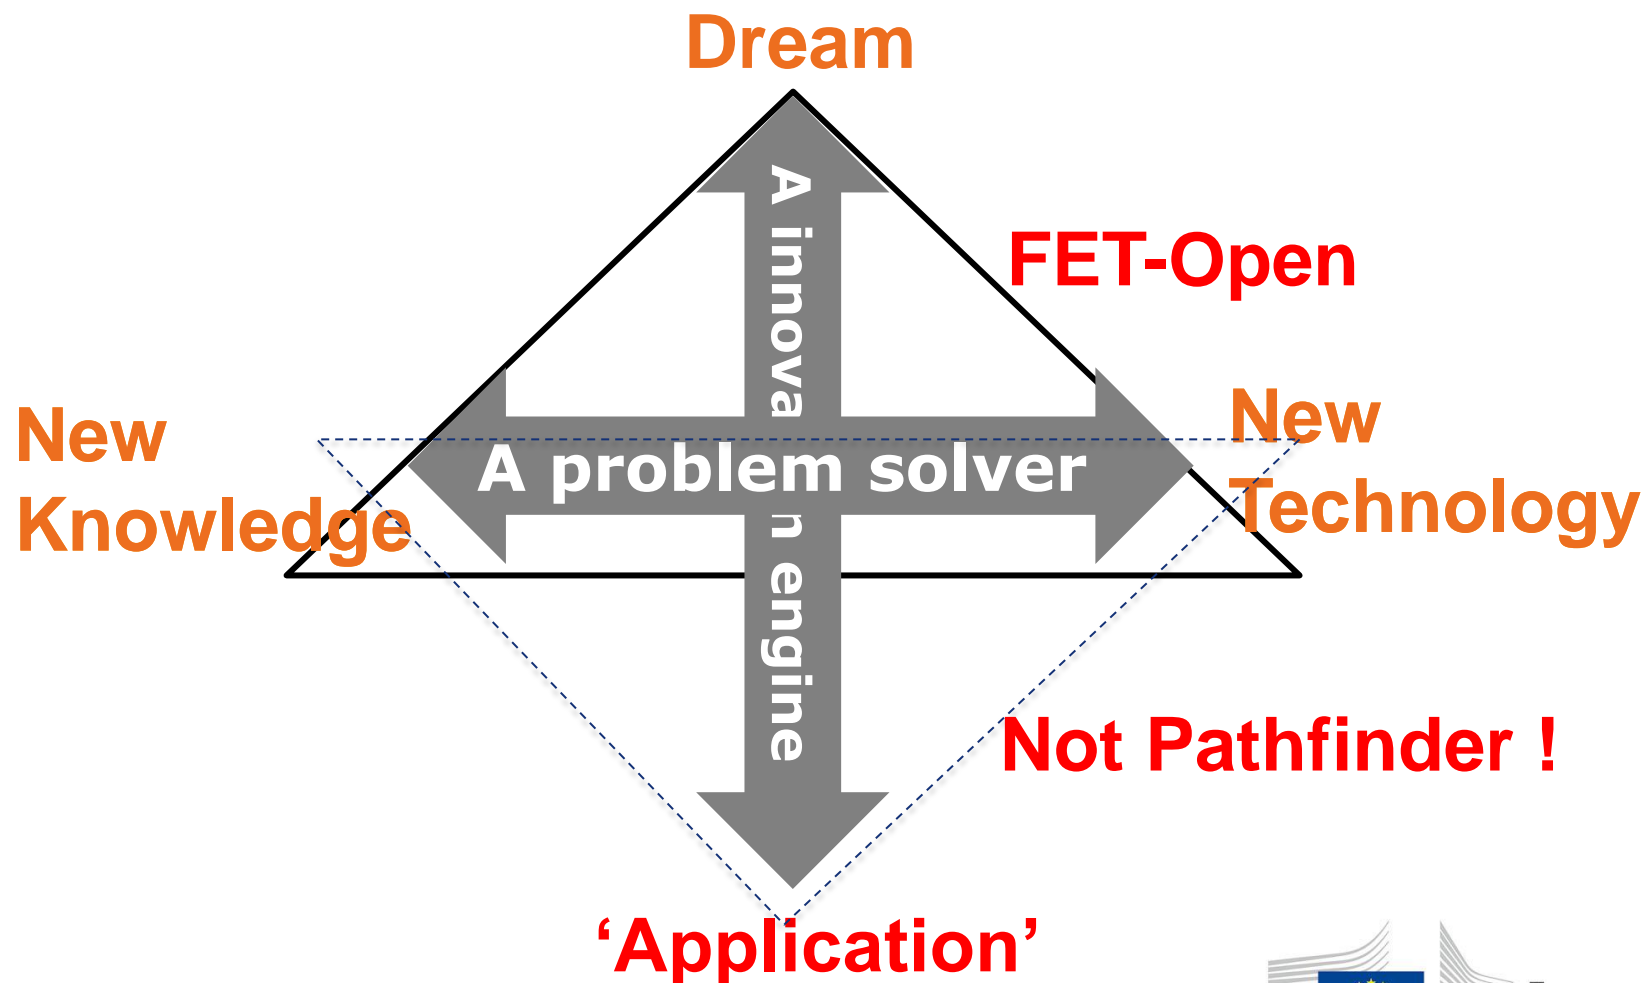 Dream
A innova n engine
FET-Open
New
Knowledge
New
Technology
A problem solver
Not Pathfinder !
‘Application’